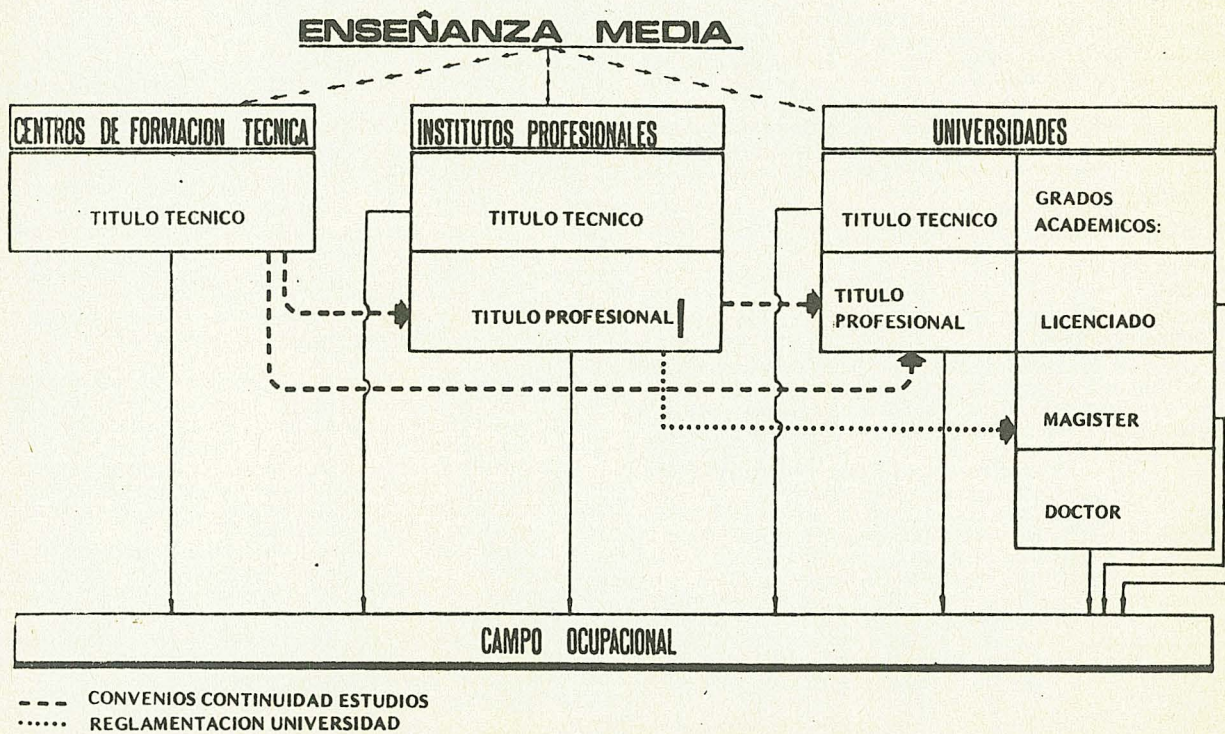 ENSEÑANZA MEDIA
CENTROS DE FORMACION TECNICA
INSTITUTOS PROFESIONALES
UNIVERSIDADES
TITULO TECNICO
TITULO TECNICO
TITULO TECNICO
GRADOS
ACADEMICOS:
TITULO PROFESIONAL
TITULO
PROFESIONAL
LICENCIADO
MAGISTER
DOCTOR
CAMPO OCUPACIONAL
CONVENIOS CONTINUIDAD ESTUDIOS
REGLAMENTACION UNIVERSIDAD